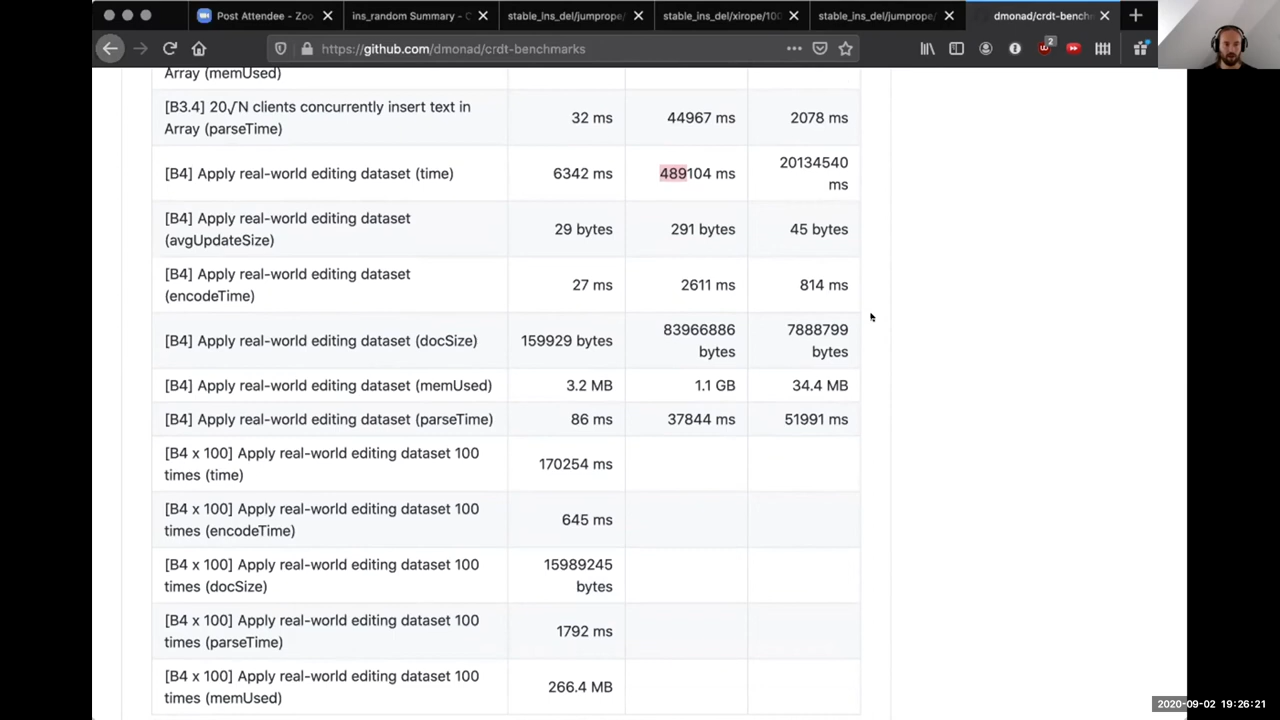 Post Attendee - Zoo
ins_random Summary - C
stable_ins_del/jumprope/
stable_ins_del/xirope/100
stable_ins_del/jumprope/
dmonad/crdt-benchm
https://github.com/dmonad/crdt-benchmarks
2
Array (memUsed)
[B3.4] 20√N clients concurrently insert text in
Array (parseTime)
32 ms
44967 ms
2078 ms
[B4] Apply real-world editing dataset (time)
6342 ms
489104 ms
20134540
ms
[B4] Apply real-world editing dataset
(avgUpdateSize)
29 bytes
291 bytes
45 bytes
[B4] Apply real-world editing dataset
(encodeTime)
27 ms
2611 ms
814 ms
[B4] Apply real-world editing dataset (docSize)
159929 bytes
83966886
bytes
7888799
bytes
[B4] Apply real-world editing dataset (memUsed)
3.2 MB
1.1 GB
34.4 MB
[B4] Apply real-world editing dataset (parseTime)
86 ms
37844 ms
51991 ms
[B4 x 100] Apply real-world editing dataset 100
times (time)
170254 ms
[B4 x 100] Apply real-world editing dataset 100
times (encodeTime)
645 ms
[B4 x 100] Apply real-world editing dataset 100
times (docSize)
15989245
bytes
[B4 x 100] Apply real-world editing dataset 100
times (parseTime)
1792 ms
[B4 x 100] Apply real-world editing dataset 100
times (memUsed)
266.4 MB
2020-09-02 19:26:21